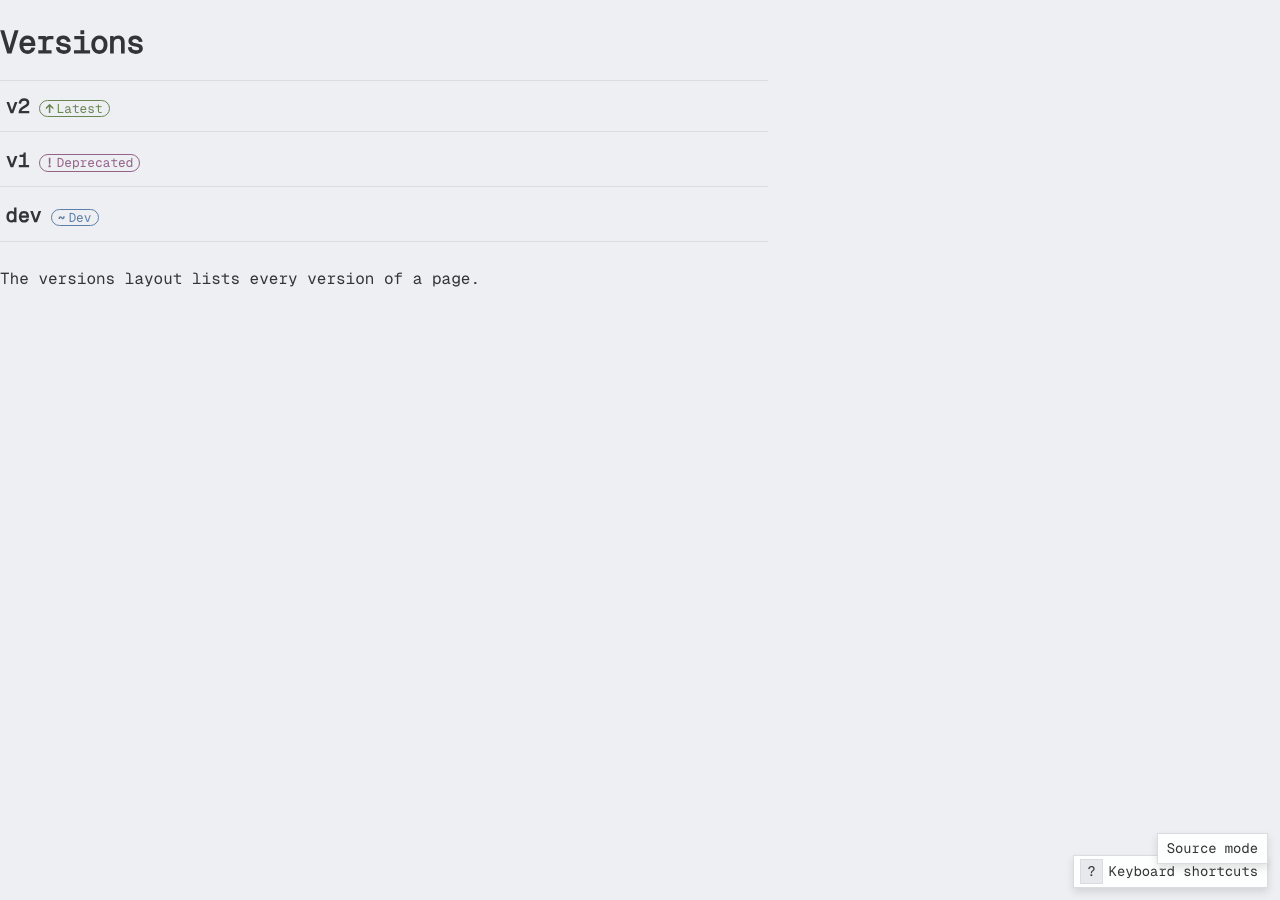 Versions
v2 ↑ Latest
v1 ! Deprecated
dev ~ Dev
The versions layout lists every version of a page.
Source mode
? Keyboard shortcuts